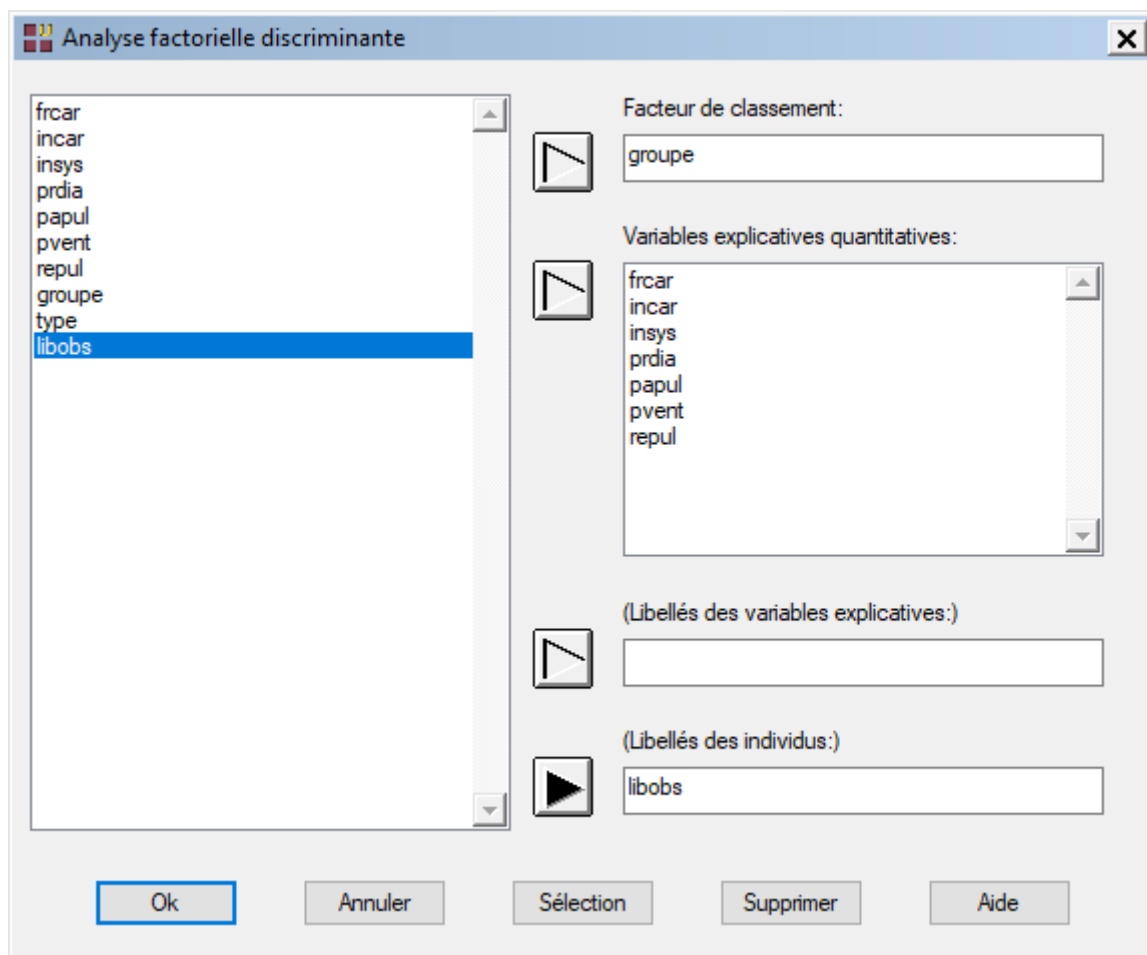 Analyse factorielle discriminante
frcar
incar
insys
prdia
papul
pvent
repul
groupe
type
libobs
Facteur de classement:
groupe
Variables explicatives quantitatives:
frcar
incar
insys
prdia
papul
pvent
repul
(Libellés des variables explicatives:)
(Libellés des individus:)
libobs
Ok
Annuler
Sélection
Supprimer
Aide